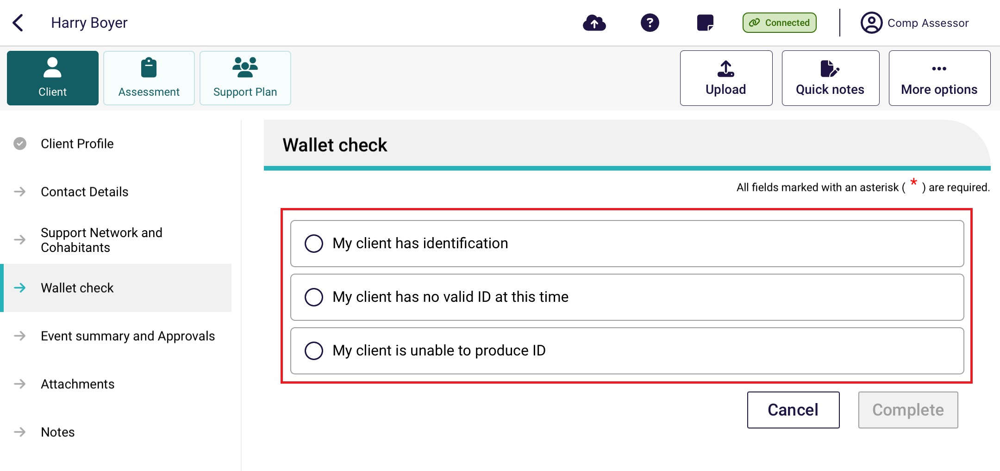 Harry Boyer
Connected
Comp Assessor
Client
Assessment
Support Plan
Upload
Quick notes
More options
Client Profile
Contact Details
Support Network and
Cohabitants
Wallet check
Event summary and Approvals
Attachments
Notes
Wallet check
All fields marked with an asterisk ( * ) are required.
My client has identification
My client has no valid ID at this time
My client is unable to produce ID
Cancel
Complete